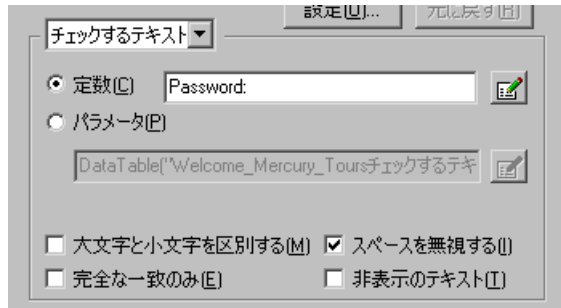 設定(U)... 元に戻す(R)
チェックするテキスト
定数(C) Password:
パラメータ(P)
DataTable("Welcome_Mercury_Toursチェックするテキ
大文字と小文字を区別する(M) スペースを無視する(I)
完全な一致のみ(E) 非表示のテキスト(T)